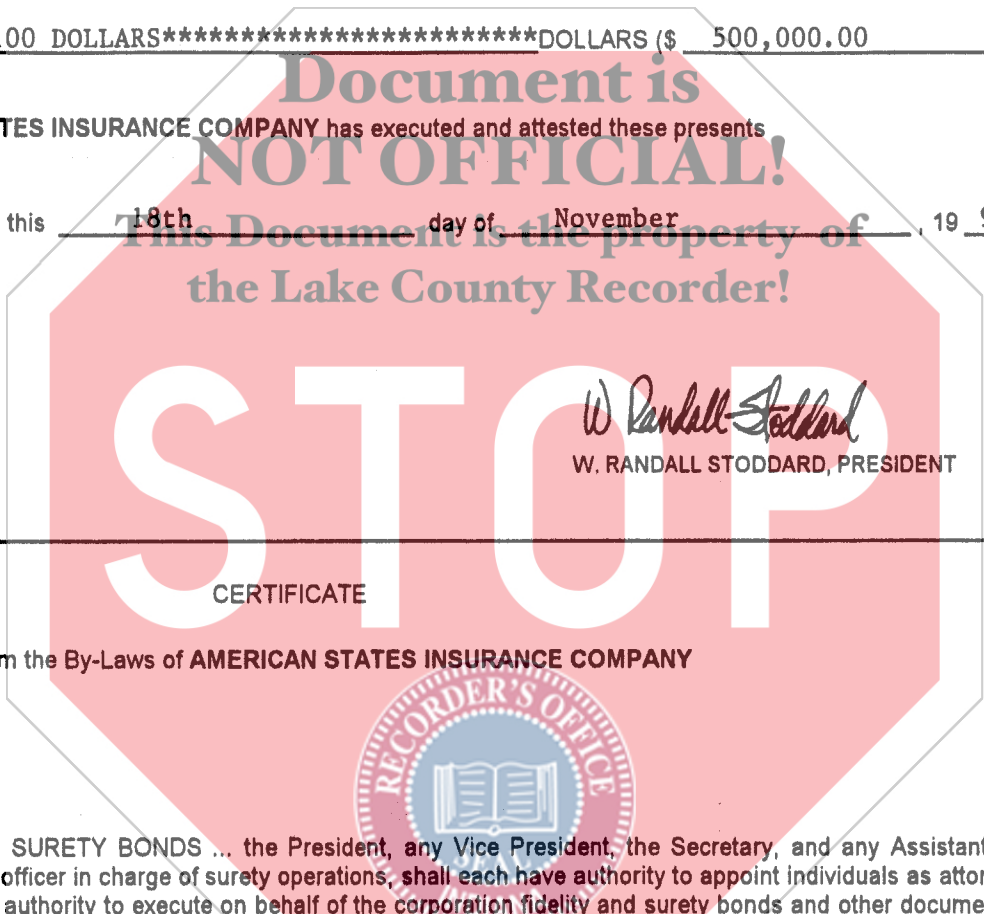 00 DOLLARS************************DOLLARS ($ 500,000.00
Document is
TES INSURANCE COMPANY has executed and attested these presents
NOT OFFICIAL!
this 18th day of November , 19
This Document is the property of
the Lake County Recorder!
STOP
W Randall Stoddard
W. RANDALL STODDARD, PRESIDENT
CERTIFICATE
m the By-Laws of AMERICAN STATES INSURANCE COMPANY
RECORDER'S OFFICE
SEAL
SURETY BONDS ... the President, any Vice President, the Secretary, and any Assistant
officer in charge of surety operations, shall each have authority to appoint individuals as attor
authority to execute on behalf of the corporation fidelity and surety bonds and other docume